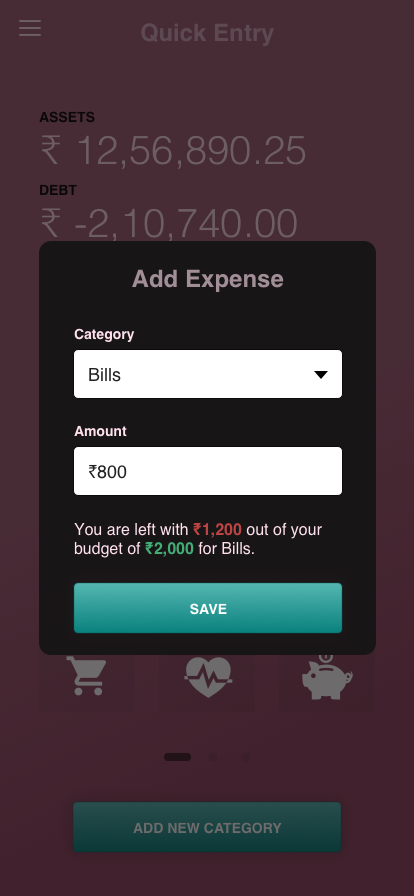 Quick Entry
ASSETS
₹ 12,56,890.25
DEBT
₹ -2,10,740.00
Add Expense
Category
Bills
Amount
₹800
You are left with ₹1,200 out of your
budget of ₹2,000 for Bills.
SAVE
ADD NEW CATEGORY